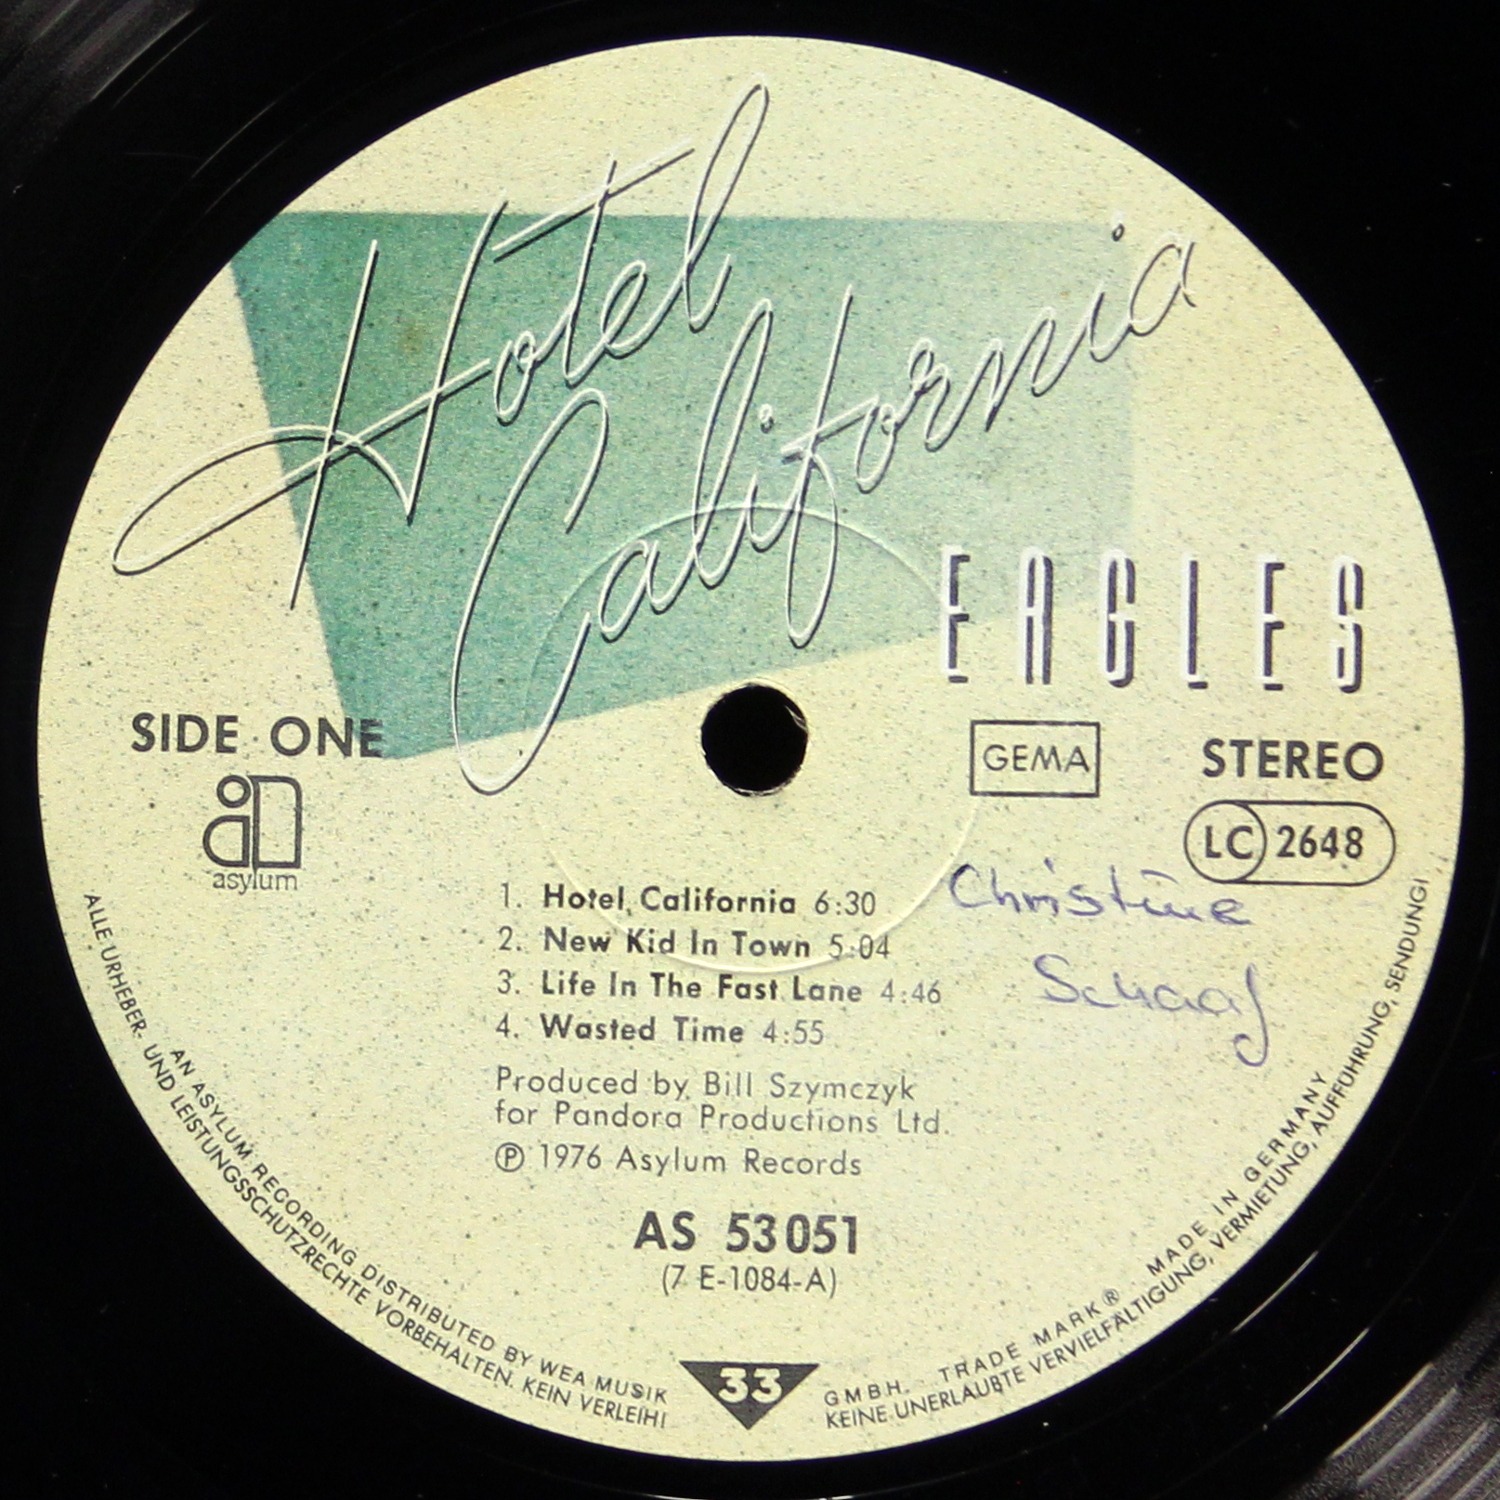 Hotel
California
EAGLES
SIDE ONE
GEMA
STEREO
asylum
LC 2648
1. Hotel California 6:30
2. New Kid In Town 5:04
3. Life In The Fast Lane 4:46
4. Wasted Time 4:55
Christine
Schaaf
Produced by Bill Szymczyk
for Pandora Productions Ltd.
℗ 1976 Asylum Records
AS 53 051
(7 E-1084-A)
33
AN ASYLUM RECORDING DISTRIBUTED BY WEA MUSIK GMBH. TRADE MARK® MADE IN GERMANY
ALLE URHEBER- UND LEISTUNGSSCHUTZRECHTE VORBEHALTEN. KEIN VERLEIH! KEINE UNERLAUBTE VERVIELFÄLTIGUNG, VERMIETUNG, AUFFÜHRUNG, SENDUNG!